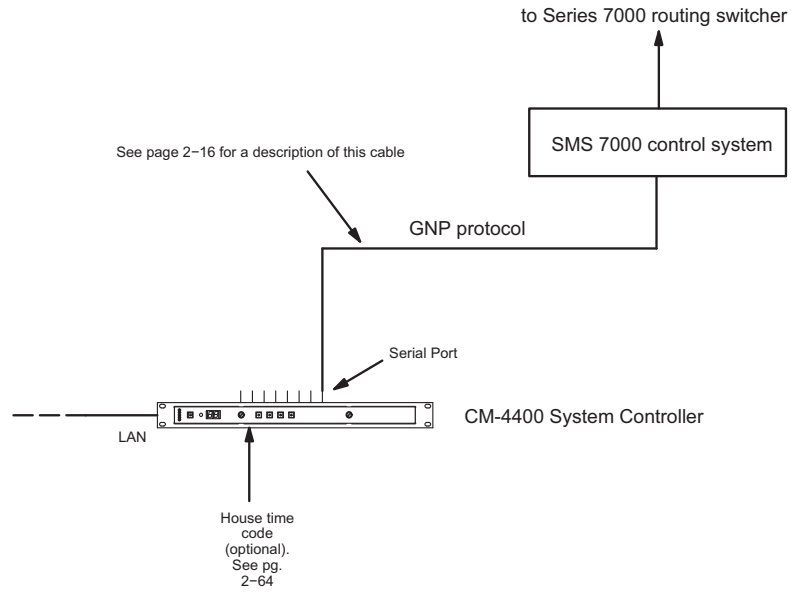 to Series 7000 routing switcher
SMS 7000 control system
See page 2−16 for a description of this cable
GNP protocol
Serial Port
CM-4400 System Controller
LAN
House time
code
(optional).
See pg.
2−64